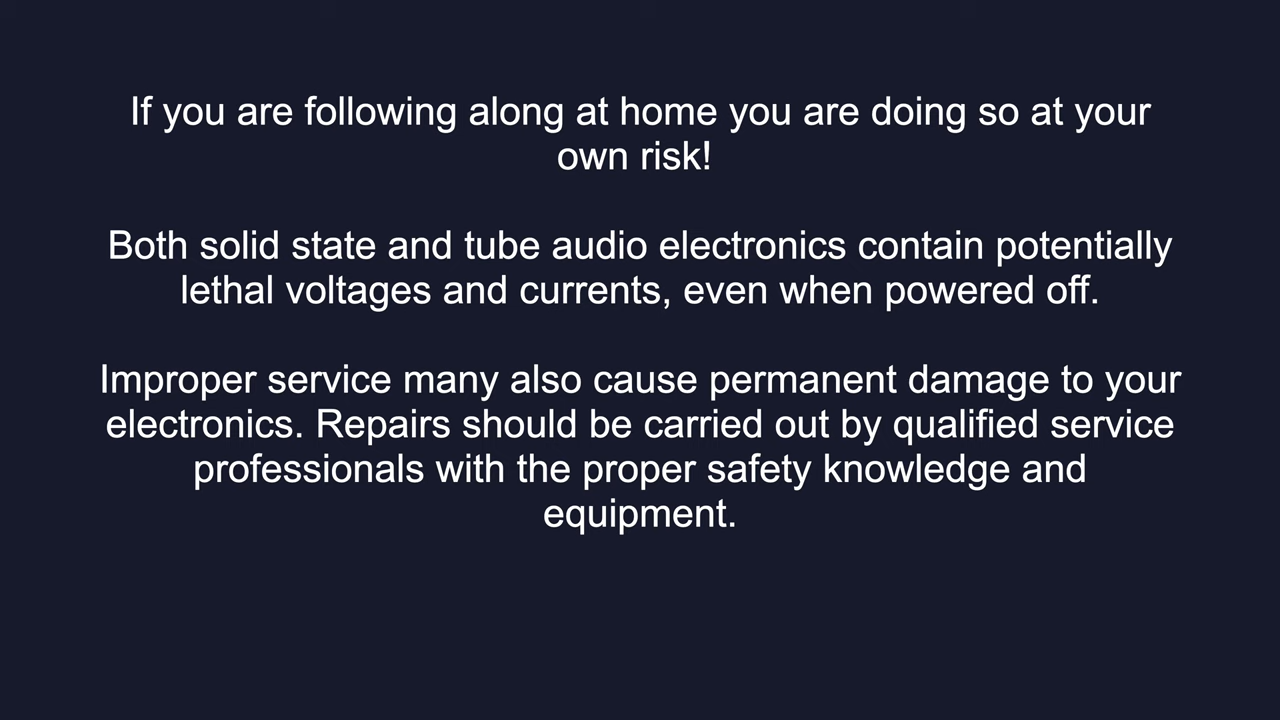 If you are following along at home you are doing so at your
own risk!
Both solid state and tube audio electronics contain potentially
lethal voltages and currents, even when powered off.
Improper service many also cause permanent damage to your
electronics. Repairs should be carried out by qualified service
professionals with the proper safety knowledge and
equipment.